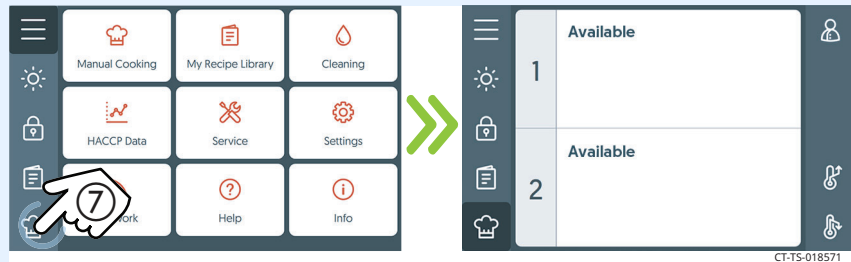 Manual Cooking
My Recipe Library
Cleaning
HACCP Data
Service
Settings
7
ork
Help
Info
1
Available
2
Available
CT-TS-018571